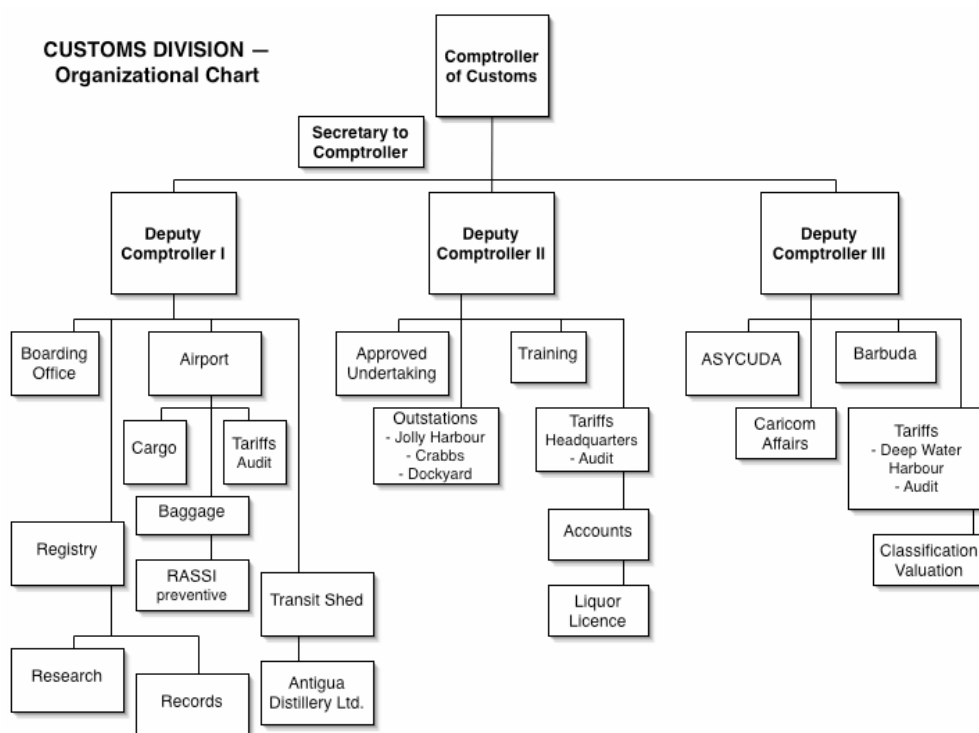 CUSTOMS DIVISION —
Organizational Chart
Comptroller
of Customs
Secretary to
Comptroller
Deputy
Comptroller I
Deputy
Comptroller II
Deputy
Comptroller III
Boarding
Office
Airport
Approved
Undertaking
Training
ASYCUDA
Barbuda
Cargo
Tariffs
Audit
Outstations
- Jolly Harbour
- Crabbs
- Dockyard
Tariffs
Headquarters
- Audit
Caricom
Affairs
Tariffs
- Deep Water
Harbour
- Audit
Baggage
Registry
Accounts
Classification
Valuation
RASSI
preventive
Transit Shed
Liquor
Licence
Research
Records
Antigua
Distillery Ltd.